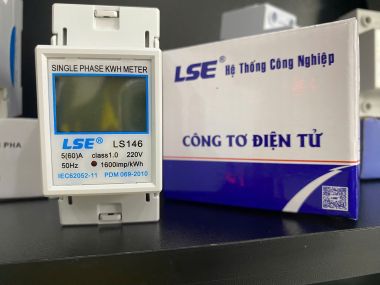 SINGLE PHASE KWH METER
LSE® LS146
5(60)A class1.0 220V
50Hz 1600imp/kWh
IEC62052-11 PDM 069-2010
LSE® Hệ Thống Công Nghiệp
CÔNG TƠ ĐIỆN TỬ
PHA